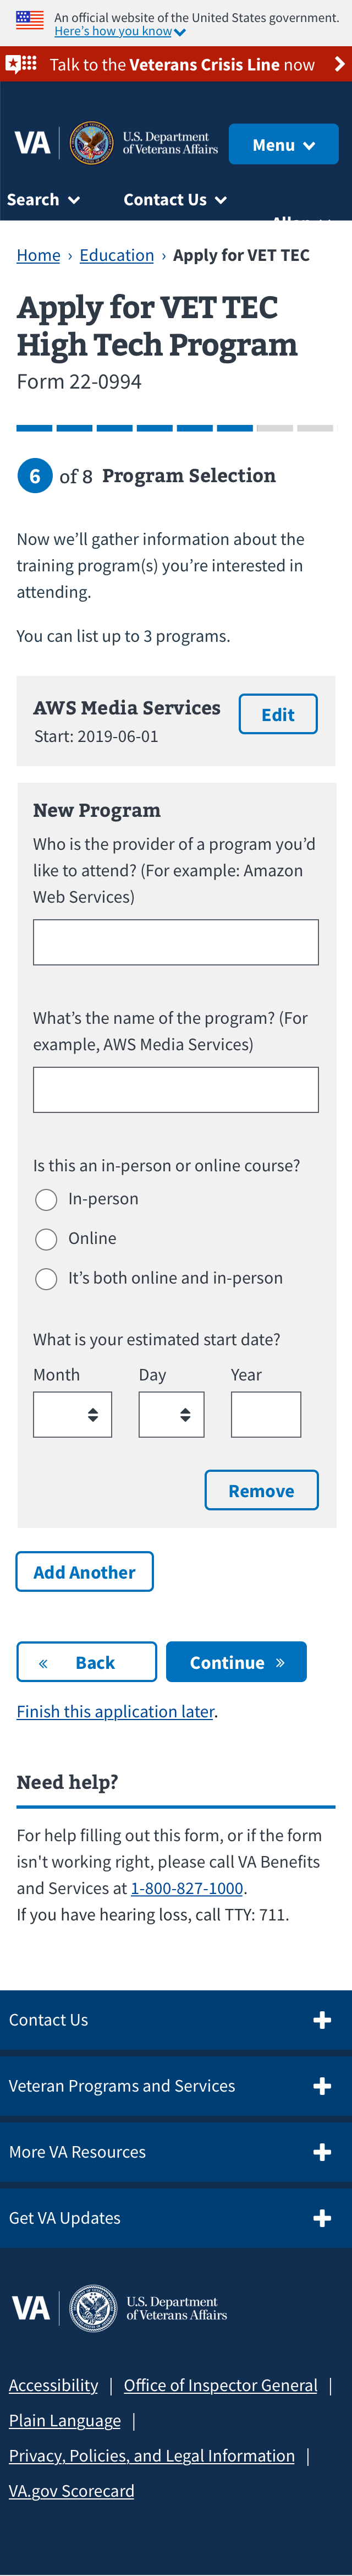 An official website of the United States government.
Here's how you know
Talk to the Veterans Crisis Line now
VA
U.S. Department
of Veterans Affairs
Menu
Search
Contact Us
Home › Education › Apply for VET TEC
Apply for VET TEC
High Tech Program
Form 22-0994
6 of 8 Program Selection
Now we'll gather information about the
training program(s) you're interested in
attending.
You can list up to 3 programs.
AWS Media Services
Edit
Start: 2019-06-01
New Program
Who is the provider of a program you'd
like to attend? (For example: Amazon
Web Services)
What's the name of the program? (For
example, AWS Media Services)
Is this an in-person or online course?
In-person
Online
It's both online and in-person
What is your estimated start date?
Month Day Year
Remove
Add Another
« Back
Continue »
Finish this application later.
Need help?
For help filling out this form, or if the form
isn't working right, please call VA Benefits
and Services at 1-800-827-1000.
If you have hearing loss, call TTY: 711.
Contact Us
Veteran Programs and Services
More VA Resources
Get VA Updates
VA
U.S. Department
of Veterans Affairs
Accessibility | Office of Inspector General |
Plain Language |
Privacy, Policies, and Legal Information |
VA.gov Scorecard